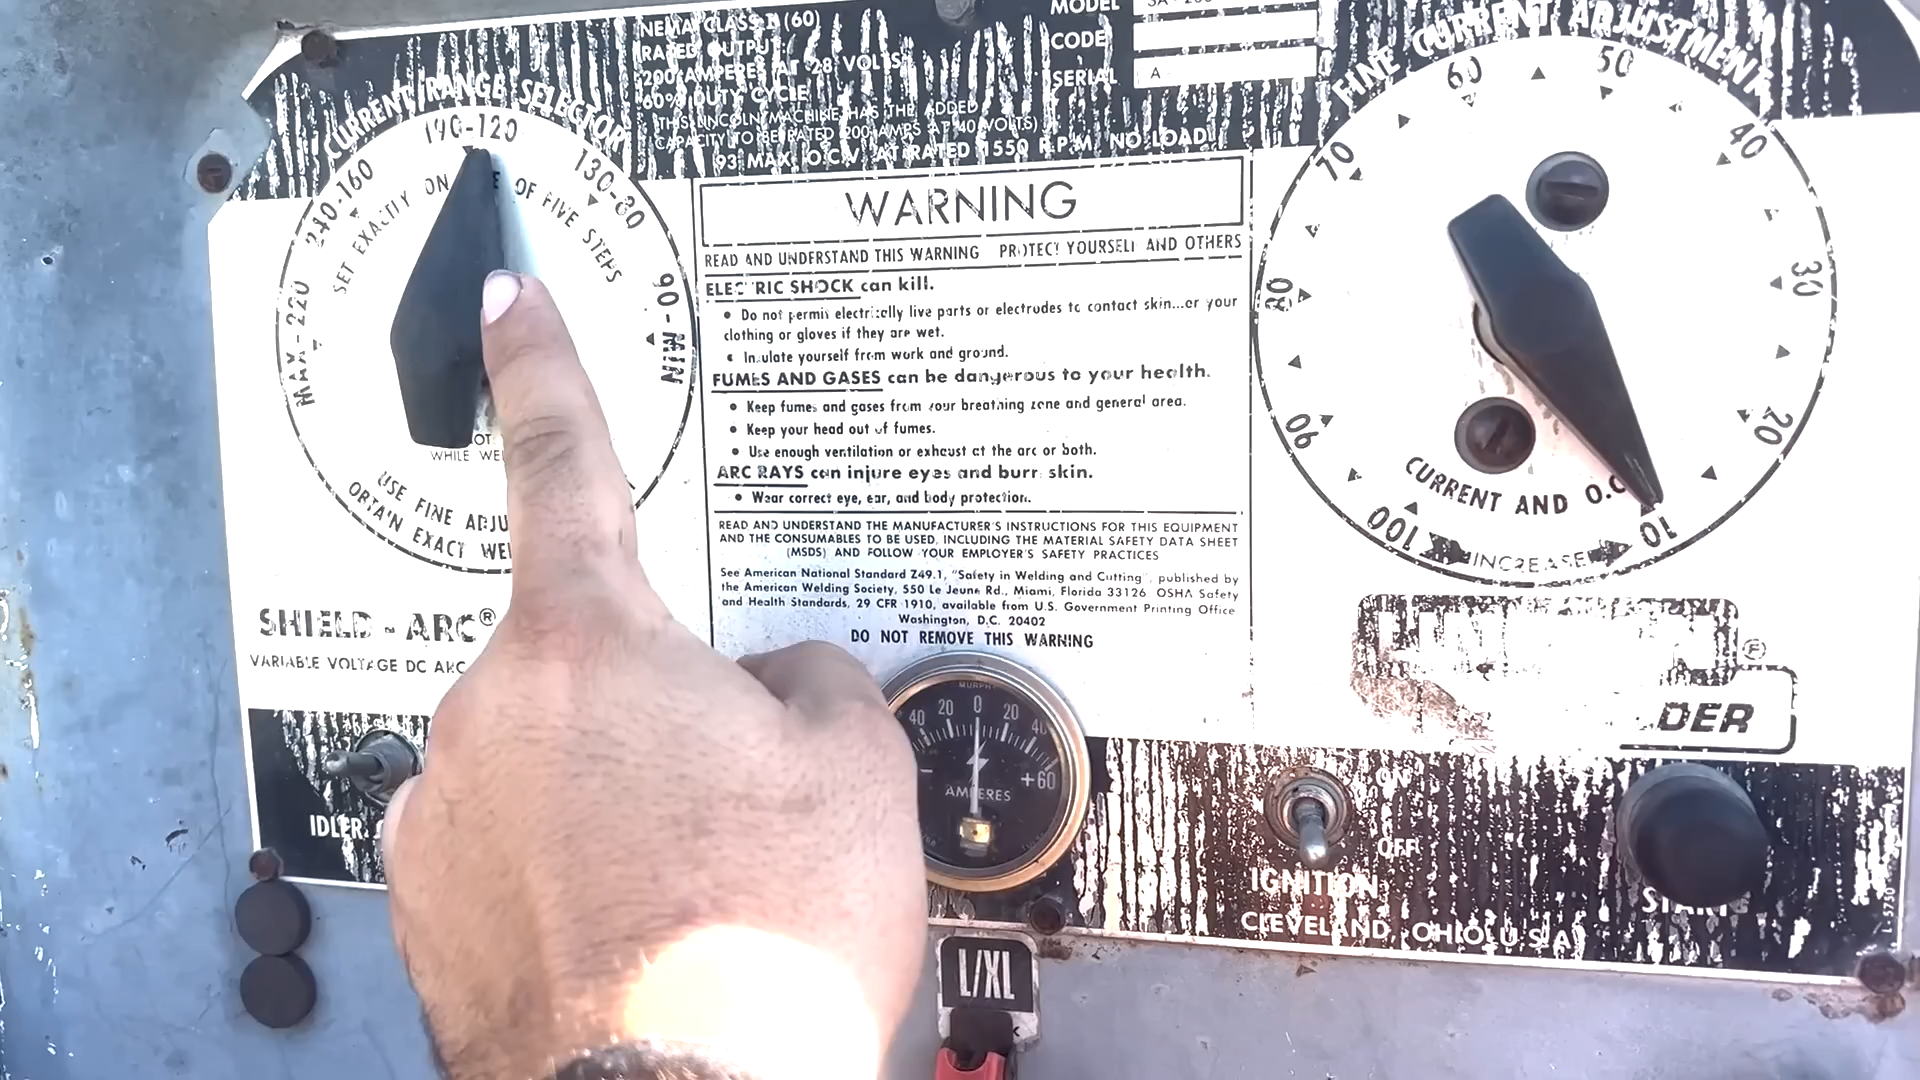 NEMA CLASS I (60)
RATED OUTPUT
200 AMPERES AT 28 VOLTS
60% DUTY CYCLE
(THIS LINCOLN MACHINE HAS THE ADDED
CAPACITY TO BE RATED 200 AMPS AT 40 VOLTS)
93 MAX. O.C.V. AT RATED 1550 R.P.M. NO LOAD
MODEL
CODE
SERIAL A
CURRENT RANGE SELECTOR
MAX-220
240-160
190-120
130-80
90-MIN
SET EXACTLY ON OF FIVE STEPS
WHILE
USE FINE
OBTAIN EXACT
SHIELD-ARC®
VARIABLE VOLTAGE DC ARC
WARNING
READ AND UNDERSTAND THIS WARNING PROTECT YOURSELF AND OTHERS
ELECTRIC SHOCK can kill.
• Do not permit electrically live parts or electrodes to contact skin...or your
clothing or gloves if they are wet.
• Insulate yourself from work and ground.
FUMES AND GASES can be dangerous to your health.
• Keep fumes and gases from your breathing zone and general area.
• Keep your head out of fumes.
• Use enough ventilation or exhaust at the arc or both.
ARC RAYS can injure eyes and burn skin.
• Wear correct eye, ear, and body protection.
READ AND UNDERSTAND THE MANUFACTURER'S INSTRUCTIONS FOR THIS EQUIPMENT
AND THE CONSUMABLES TO BE USED, INCLUDING THE MATERIAL SAFETY DATA SHEET
(MSDS) AND FOLLOW YOUR EMPLOYER'S SAFETY PRACTICES
See American National Standard Z49.1, "Safety in Welding and Cutting", published by
the American Welding Society, 550 Le Jeune Rd., Miami, Florida 33126 OSHA Safety
and Health Standards, 29 CFR 1910, available from U.S. Government Printing Office
Washington, D.C. 20402
DO NOT REMOVE THIS WARNING
FINE CURRENT ADJUSTMENT
100
90
80
70
60
50
40
30
20
10
CURRENT AND
INCREASE
®
DER
MURPHY
40 20 0 20 40
- +60
AMPERES
IDLER
ON
OFF
IGNITION
START
CLEVELAND, OHIO, U.S.A.
L/XL